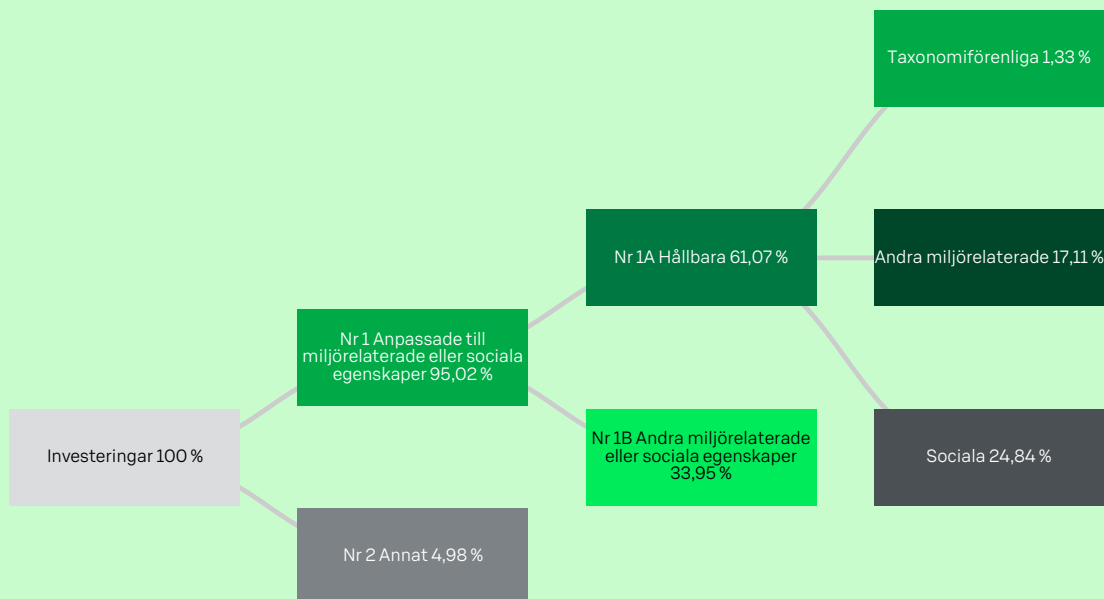 Taxonomiförenliga 1,33 %
Nr 1A Hållbara 61,07 %
Andra miljörelaterade 17,11 %
Nr 1 Anpassade till
miljörelaterade eller sociala
egenskaper 95,02 %
Investeringar 100 %
Nr 1B Andra miljörelaterade
eller sociala egenskaper
33,95 %
Sociala 24,84 %
Nr 2 Annat 4,98 %